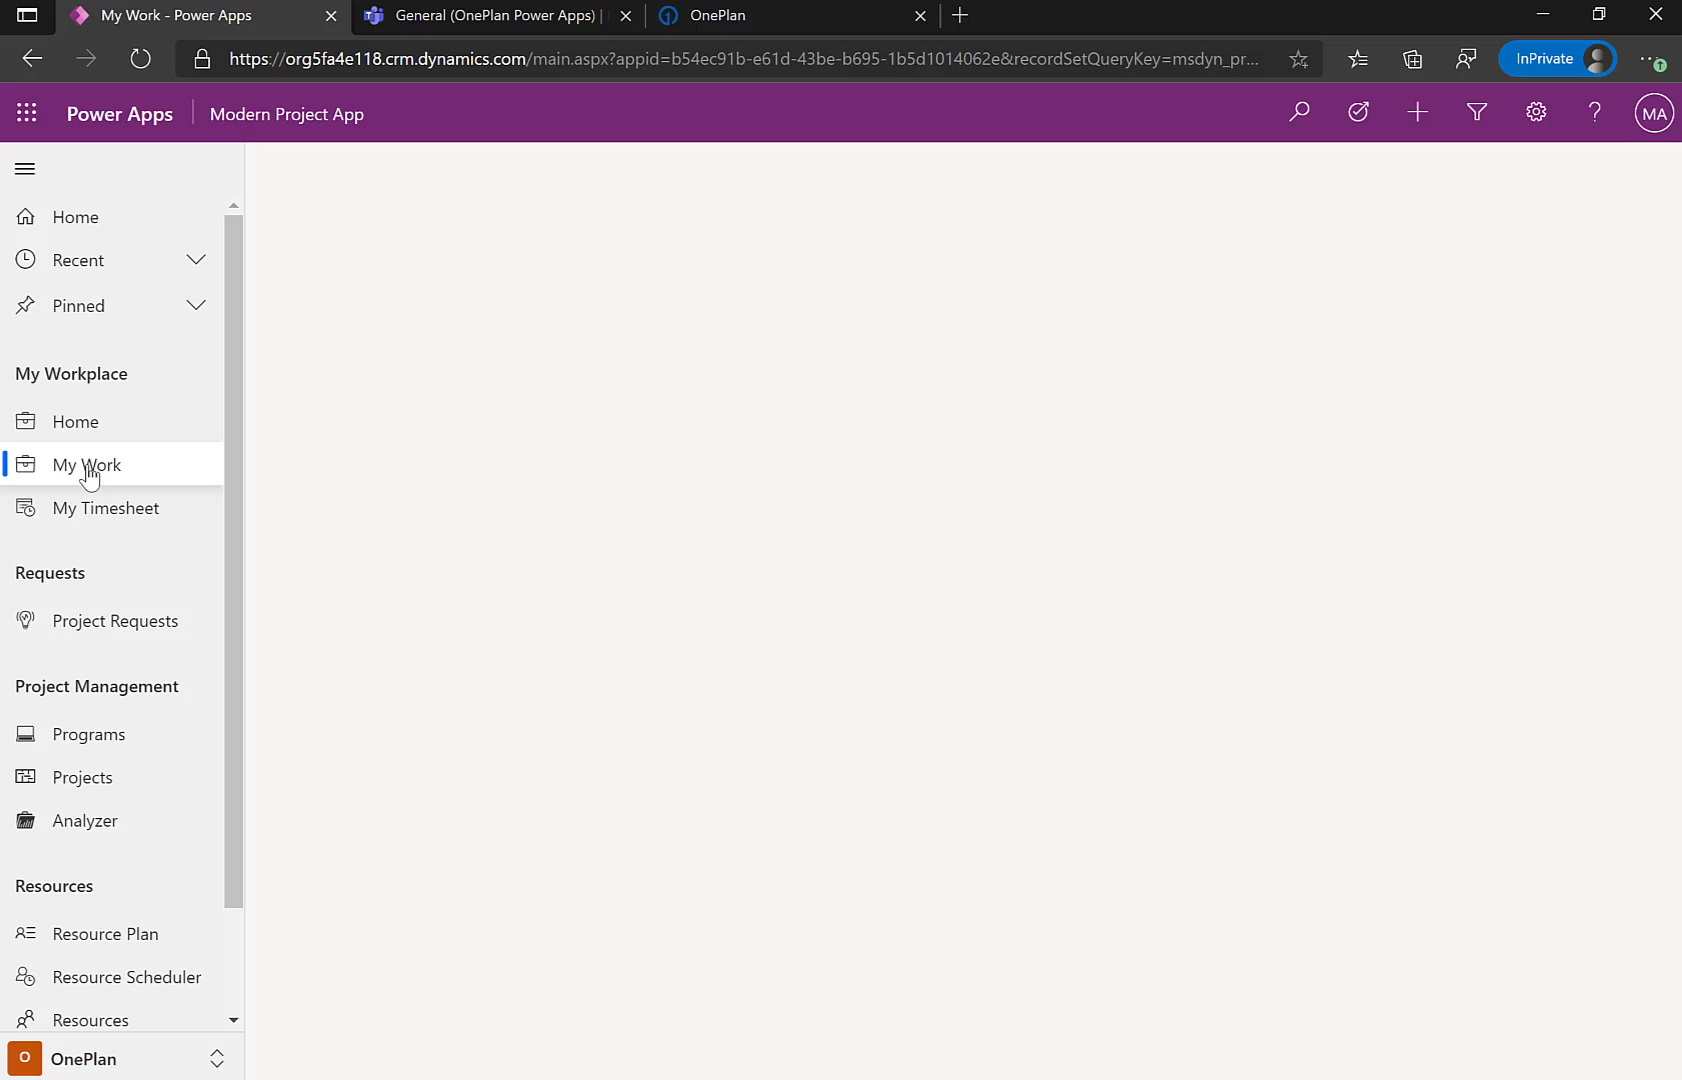 My Work - Power Apps
General (OnePlan Power Apps) |
OnePlan
https://org5fa4e118.crm.dynamics.com/main.aspx?appid=b54ec91b-e61d-43be-b695-1b5d1014062e&recordSetQueryKey=msdyn_pr...
InPrivate
Power Apps
Modern Project App
MA
Home
Recent
Pinned
My Workplace
Home
My Work
My Timesheet
Requests
Project Requests
Project Management
Programs
Projects
Analyzer
Resources
Resource Plan
Resource Scheduler
Resources
O OnePlan